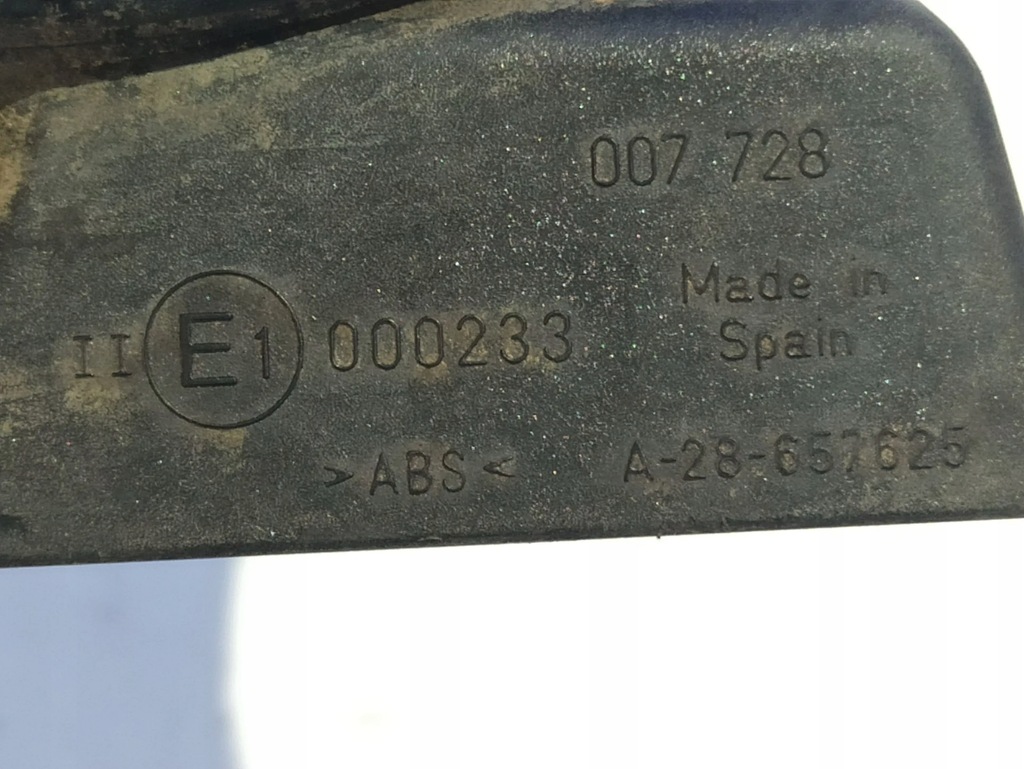 007 728
Made in
Spain
II E1 000233
>ABS< A-28-657625